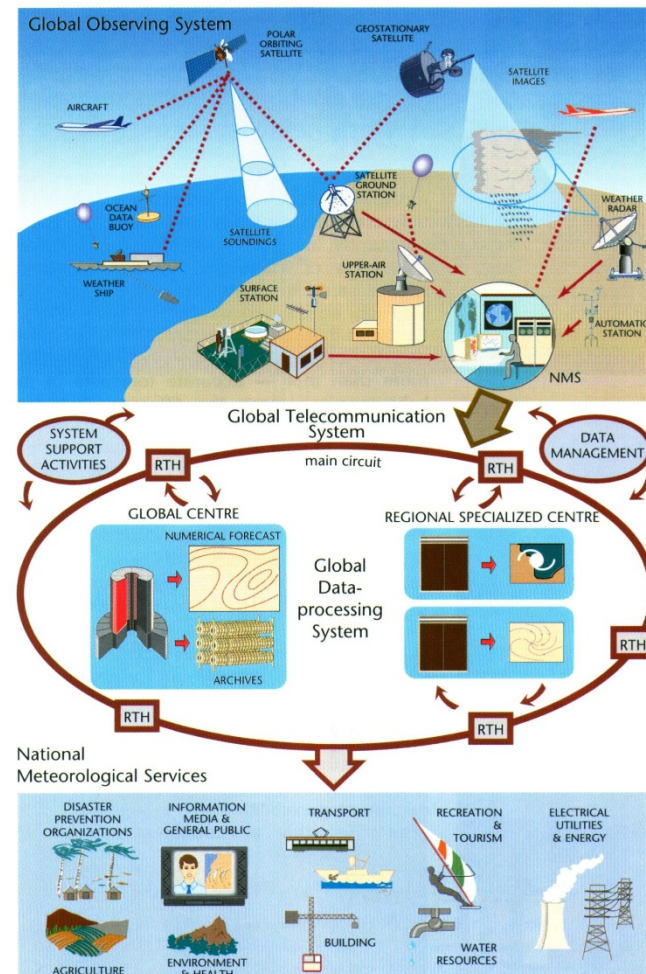 Global Observing System
POLAR
ORBITING
SATELLITE
GEOSTATIONARY
SATELLITE
SATELLITE
IMAGES
AIRCRAFT
OCEAN
DATA
BUOY
SATELLITE
SOUNDINGS
SATELLITE
GROUND
STATION
WEATHER
RADAR
WEATHER
SHIP
UPPER-AIR
STATION
SURFACE
STATION
AUTOMATIC
STATION
NMS
Global Telecommunication
System
main circuit
SYSTEM
SUPPORT
ACTIVITIES
DATA
MANAGEMENT
RTH
RTH
GLOBAL CENTRE
NUMERICAL FORECAST
ARCHIVES
Global
Data-
processing
System
REGIONAL SPECIALIZED CENTRE
RTH
RTH
RTH
National
Meteorological Services
DISASTER
PREVENTION
ORGANIZATIONS
INFORMATION
MEDIA &
GENERAL PUBLIC
TRANSPORT
RECREATION
&
TOURISM
ELECTRICAL
UTILITIES
& ENERGY
AGRICULTURE
ENVIRONMENT
& HEALTH
BUILDING
WATER
RESOURCES